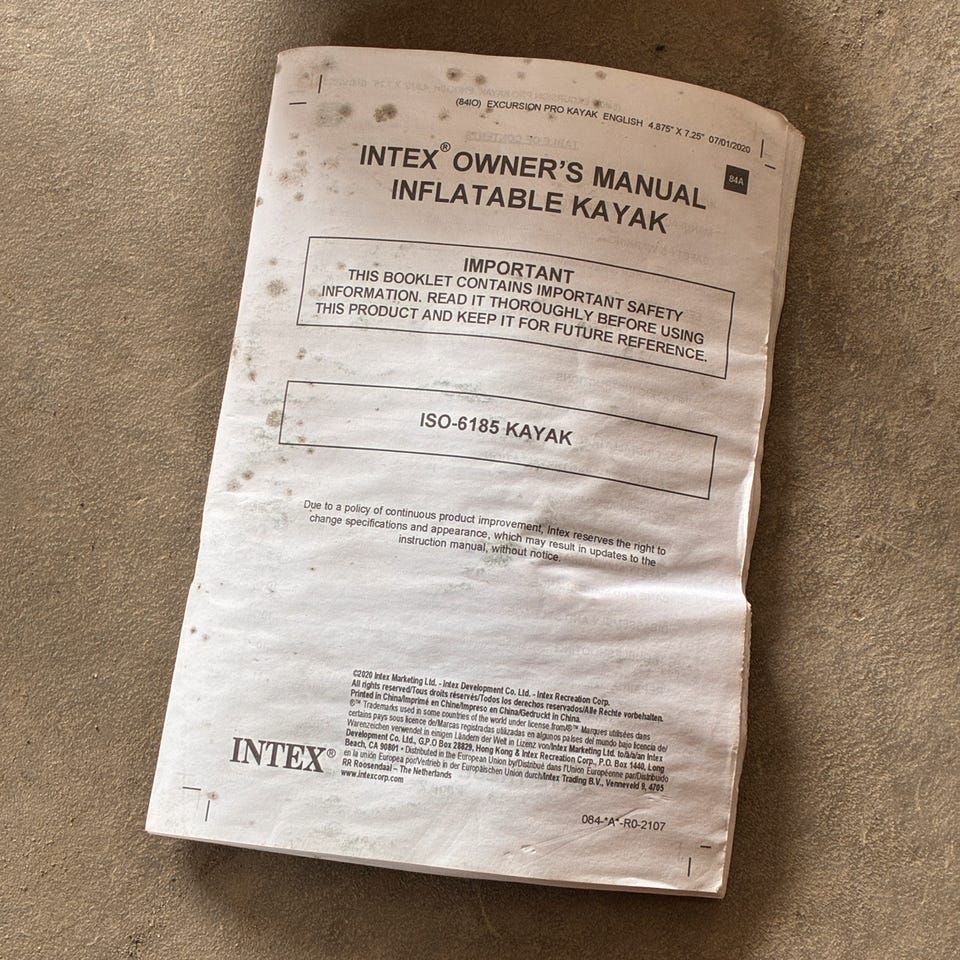 (84IO) EXCURSION PRO KAYAK ENGLISH 4.875" X 7.25" 07/01/2020
84A
INTEX® OWNER'S MANUAL
INFLATABLE KAYAK
IMPORTANT
THIS BOOKLET CONTAINS IMPORTANT SAFETY
INFORMATION. READ IT THOROUGHLY BEFORE USING
THIS PRODUCT AND KEEP IT FOR FUTURE REFERENCE.
ISO-6185 KAYAK
Due to a policy of continuous product improvement, Intex reserves the right to
change specifications and appearance, which may result in updates to the
instruction manual, without notice.
©2020 Intex Marketing Ltd. - Intex Development Co. Ltd. - Intex Recreation Corp.
All rights reserved/Tous droits réservés/Todos los derechos reservados/Alle Rechte vorbehalten.
Printed in China/Imprimé en Chine/Impreso en China/Gedruckt in China.
®™ Trademarks used in some countries of the world under license from/®™ Marques utilisées dans
certains pays sous licence de/Marcas registradas utilizadas en algunos países del mundo bajo licencia de/
Warenzeichen verwendet in einigen Ländern der Welt in Lizenz von/Intex Marketing Ltd. to/à/a/an Intex
Development Co. Ltd., G.P.O Box 28829, Hong Kong & Intex Recreation Corp., P.O. Box 1440, Long
Beach, CA 90801 • Distributed in the European Union by/Distribué dans l'Union Européenne par/Distribuido
en la unión Europea por/Vertrieb in der Europäischen Union durch/Intex Trading B.V., Venneveld 9, 4705
RR Roosendaal – The Netherlands
www.intexcorp.com
INTEX®
084-*A*-R0-2107